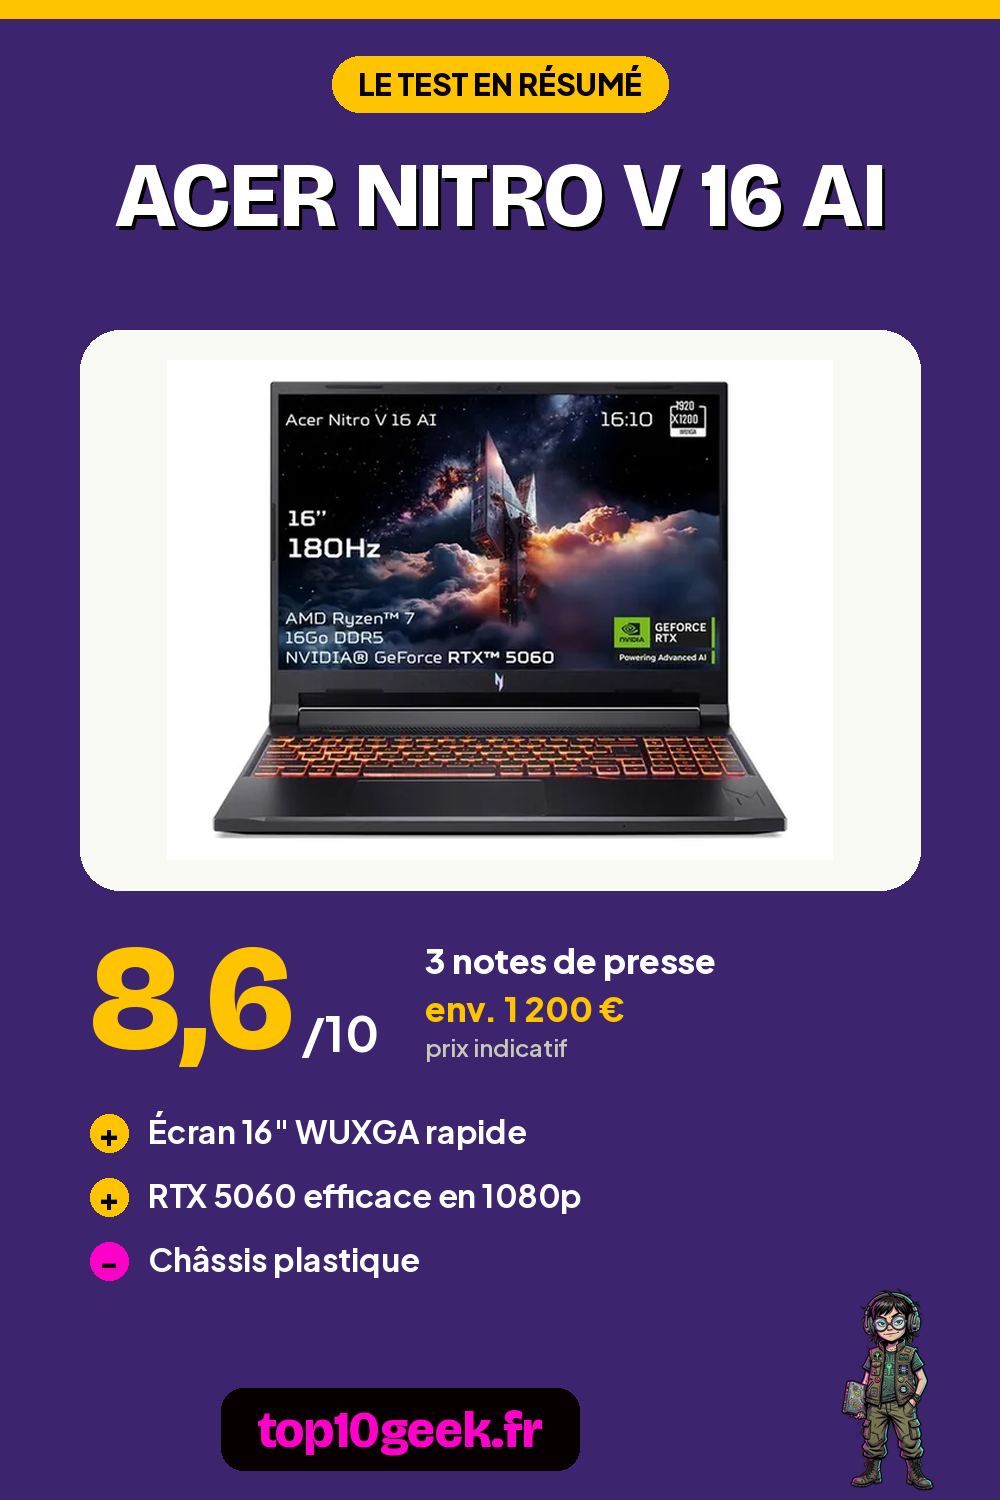 LE TEST EN RÉSUMÉ
ACER NITRO V 16 AI
Acer Nitro V 16 AI
16:10
1920
X1200
WUXGA
16”
180Hz
AMD Ryzen™ 7
16Go DDR5
NVIDIA® GeForce RTX™ 5060
NVIDIA
GEFORCE
RTX
Powering Advanced AI
8,6/10
3 notes de presse
env. 1 200 €
prix indicatif
+ Écran 16" WUXGA rapide
+ RTX 5060 efficace en 1080p
- Châssis plastique
top10geek.fr